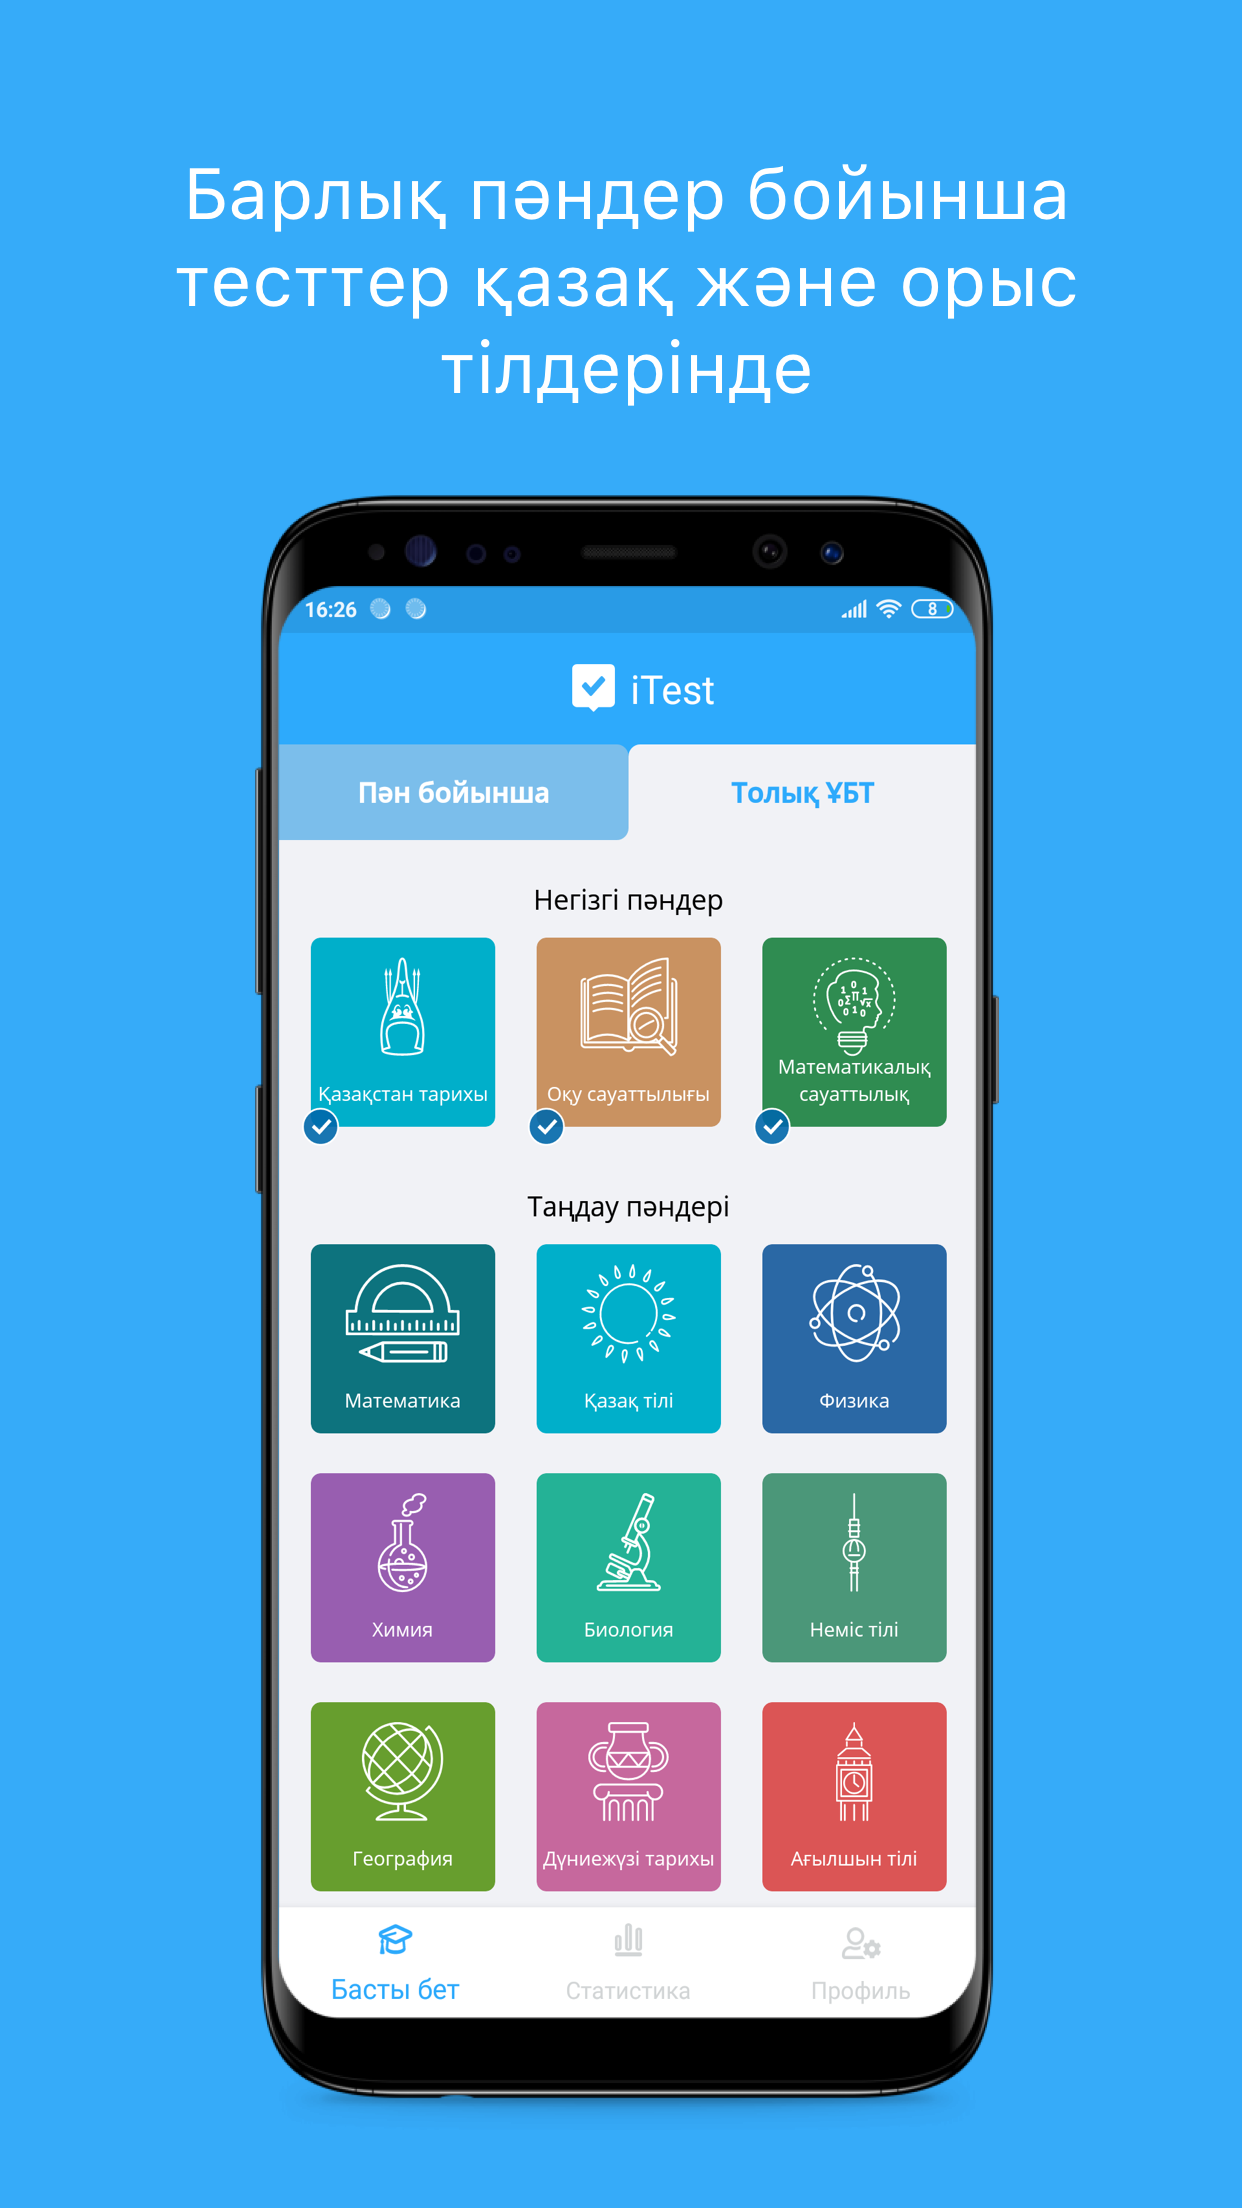 Барлық пәндер бойынша
тесттер қазақ және орыс
тілдерінде
16:26
8
iTest
Пән бойынша
Толық ҰБТ
Негізгі пәндер
Қазақстан тарихы
Оқу сауаттылығы
Математикалық
сауаттылық
Таңдау пәндері
Математика
Қазақ тілі
Физика
Химия
Биология
Неміс тілі
География
Дүниежүзі тарихы
Ағылшын тілі
Басты бет
Статистика
Профиль